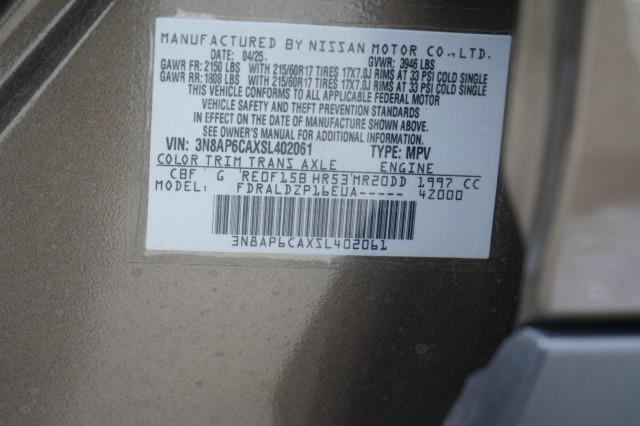 MANUFACTURED BY NISSAN MOTOR CO., LTD.
DATE: 04/25. GVWR: 3946 LBS
GAWR FR: 2150 LBS WITH 215/60R17 TIRES 17X7.0J RIMS AT 33 PSI COLD SINGLE
GAWR RR: 1808 LBS WITH 215/60R17 TIRES 17X7.0J RIMS AT 33 PSI COLD SINGLE
THIS VEHICLE CONFORMS TO ALL APPLICABLE FEDERAL MOTOR
VEHICLE SAFETY AND THEFT PREVENTION STANDARDS
IN EFFECT ON THE DATE OF MANUFACTURE SHOWN ABOVE.
SEE OWNER'S MANUAL FOR ADDITIONAL INFORMATION.
VIN: 3N8AP6CAXSL402061 TYPE: MPV
COLOR TRIM TRANS AXLE ENGINE
CBF G RE0F15B HR53 MR20DD 1997 CC
MODEL: FDRALDZP16EUA----- 4Z000
3N8AP6CAXSL402061